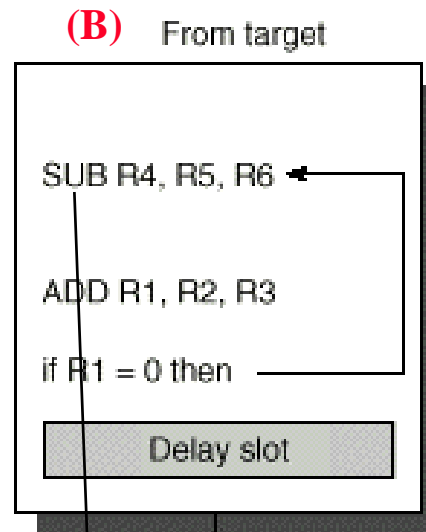 (B) From target
SUB R4, R5, R6
ADD R1, R2, R3
if R1 = 0 then
Delay slot